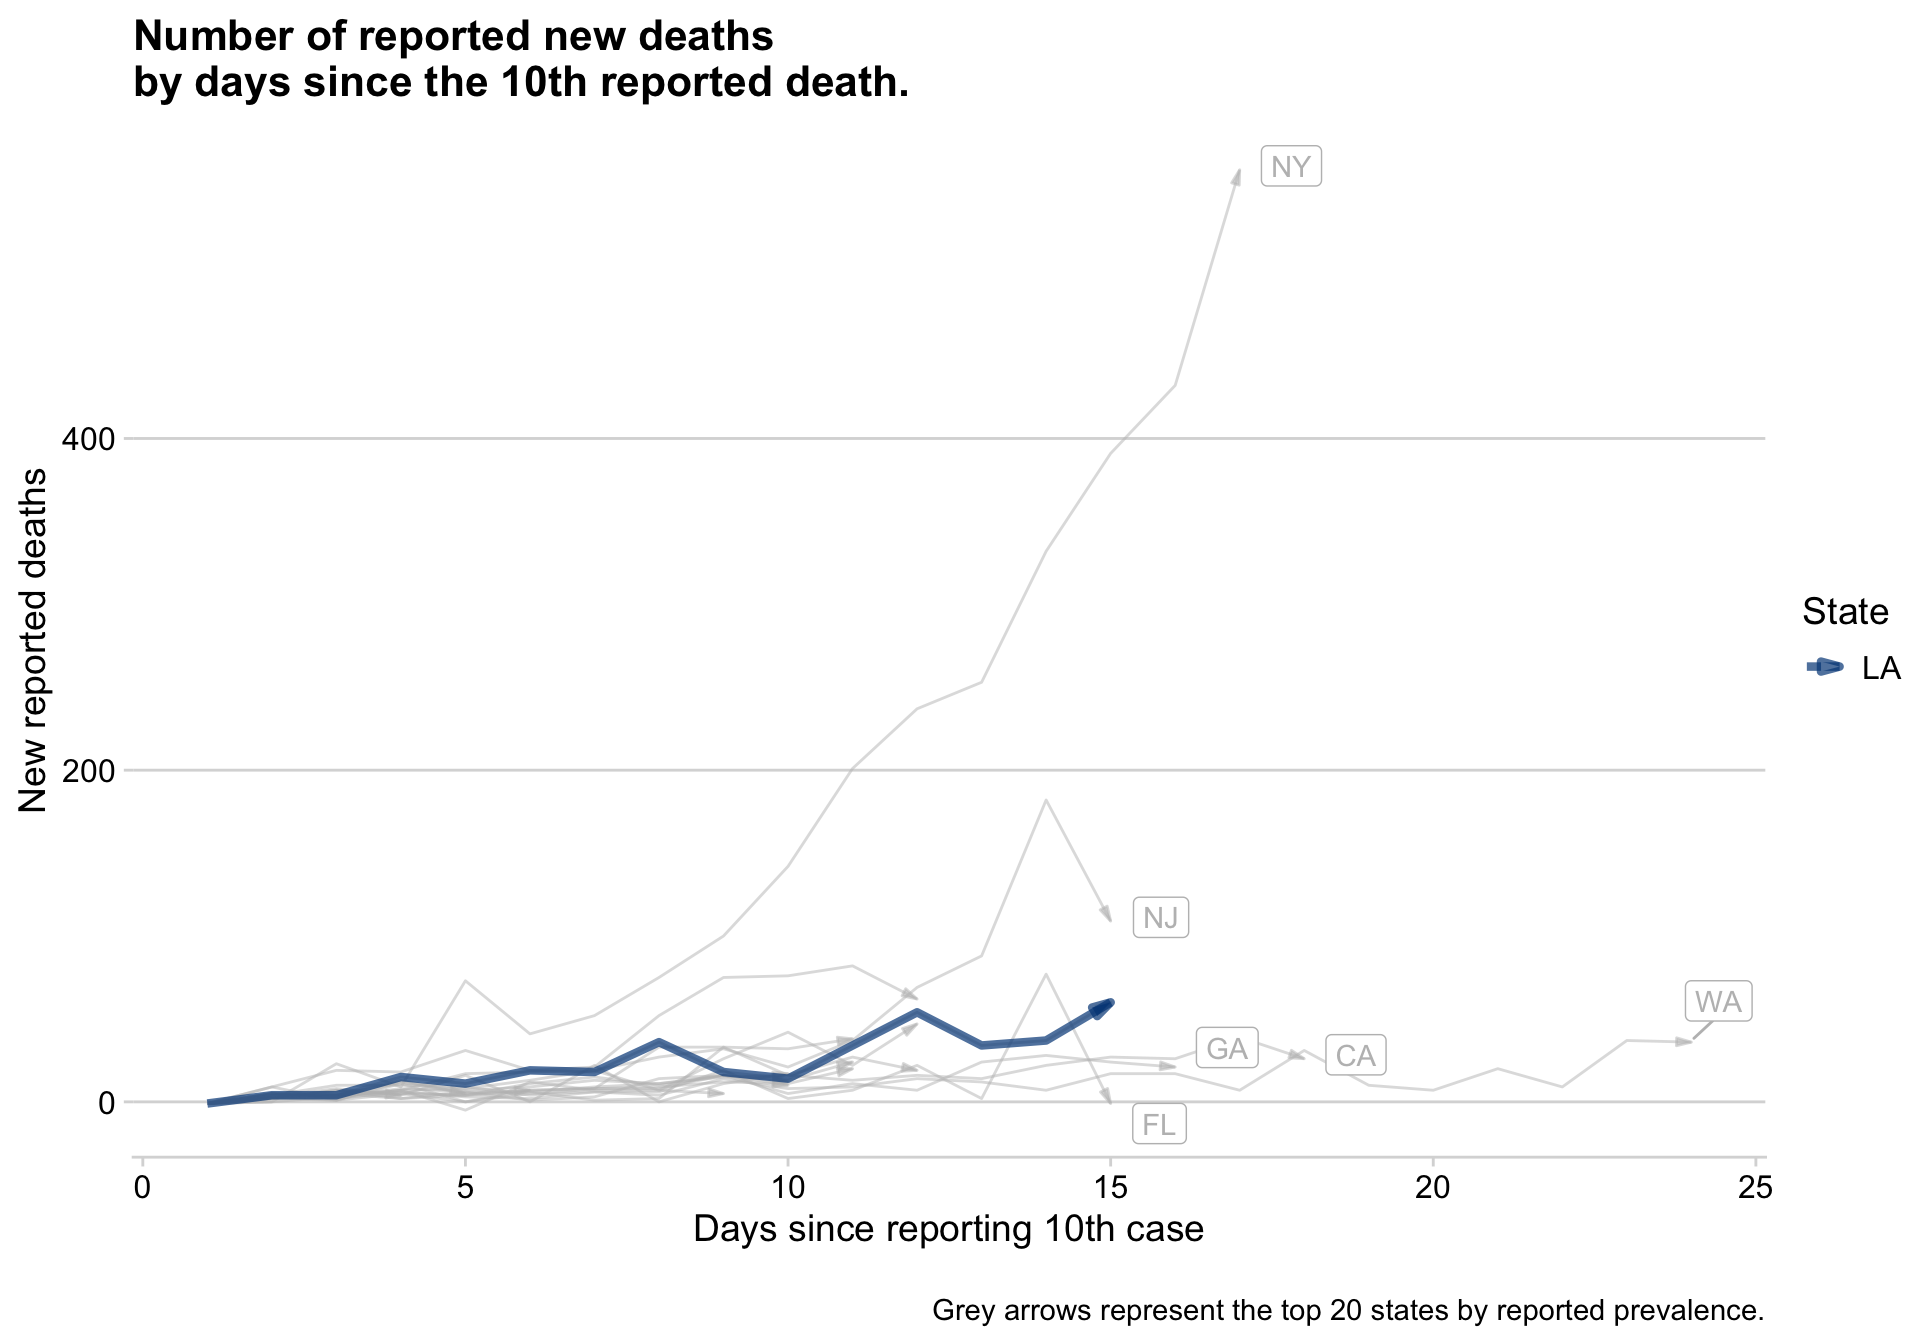 Number of reported new deaths
by days since the 10th reported death.
NY
400
New reported deaths
State
LA
200
NJ
WA
GA
CA
0
FL
0 5 10 15 20 25
Days since reporting 10th case
Grey arrows represent the top 20 states by reported prevalence.